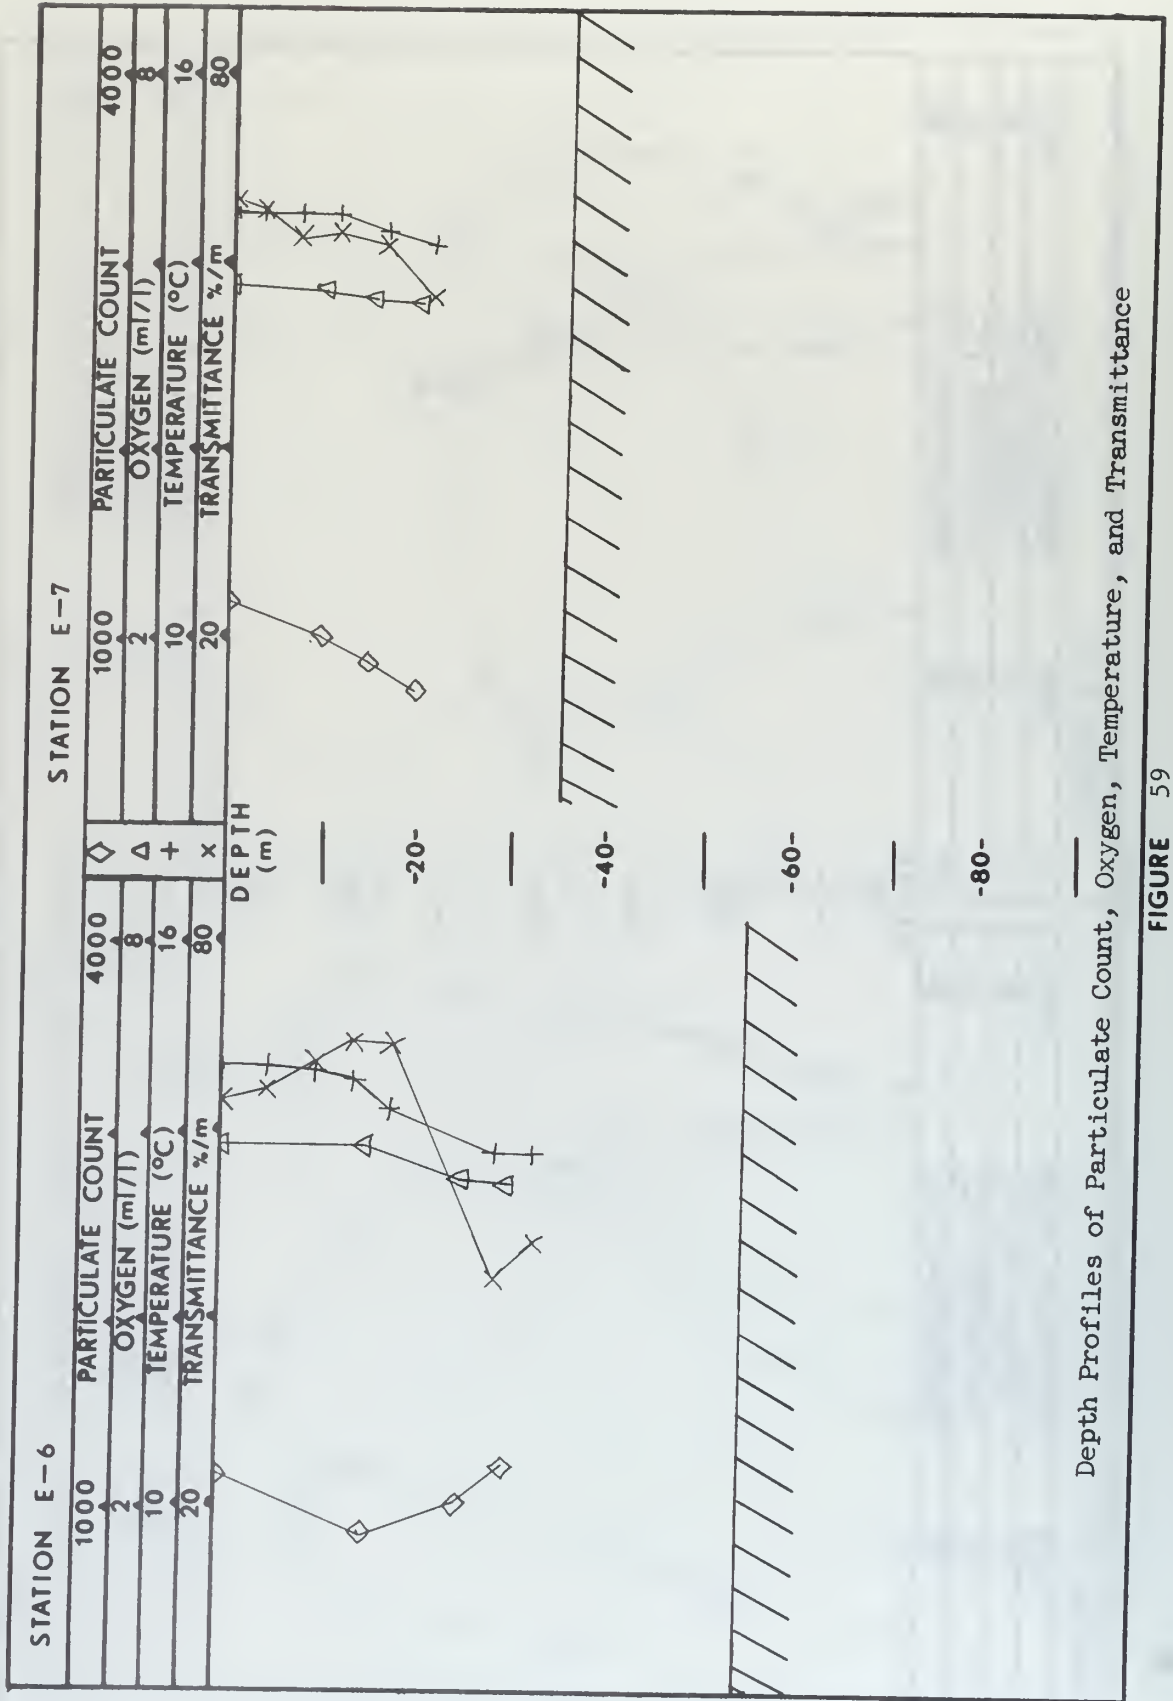 STATION E-6
STATION E-7
1000 PARTICULATE COUNT 4000 ◇ 1000 PARTICULATE COUNT 4000
2 OXYGEN (ml/l) 8 Δ 2 OXYGEN (ml/l) 8
10 TEMPERATURE (°C) 16 + 10 TEMPERATURE (°C) 16
20 TRANSMITTANCE %/m 80 × 20 TRANSMITTANCE %/m 80
DEPTH
(m)
-20-
-40-
-60-
-80-
Depth Profiles of Particulate Count, Oxygen, Temperature, and Transmittance
FIGURE 59